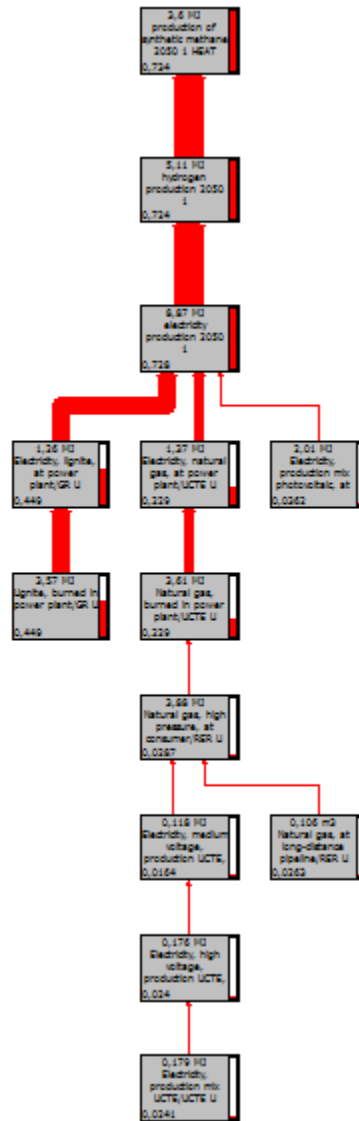 3,6 MJ
production of
synthetic methane
2050 1 HEAT
0,724
5,11 MJ
hydrogen
production 2050
1
0,724
8,87 MJ
electricity
production 2050
1
0,728
1,26 MJ
Electricity, lignite,
at power
plant/GR U
0,449
1,27 MJ
Electricity, natural
gas, at power
plant/UCTE U
0,229
2,01 MJ
Electricity,
production mix
photovoltaic, at
0,0262
3,57 MJ
Lignite, burned in
power plant/GR U
0,449
3,61 MJ
Natural gas,
burned in power
plant/UCTE U
0,229
3,88 MJ
Natural gas, high
pressure, at
consumer/RER U
0,0287
0,118 MJ
Electricity, medium
voltage,
production UCTE,
0,0164
0,106 m3
Natural gas, at
long-distance
pipeline/RER U
0,0263
0,176 MJ
Electricity, high
voltage,
production UCTE,
0,024
0,179 MJ
Electricity,
production mix
UCTE/UCTE U
0,0241